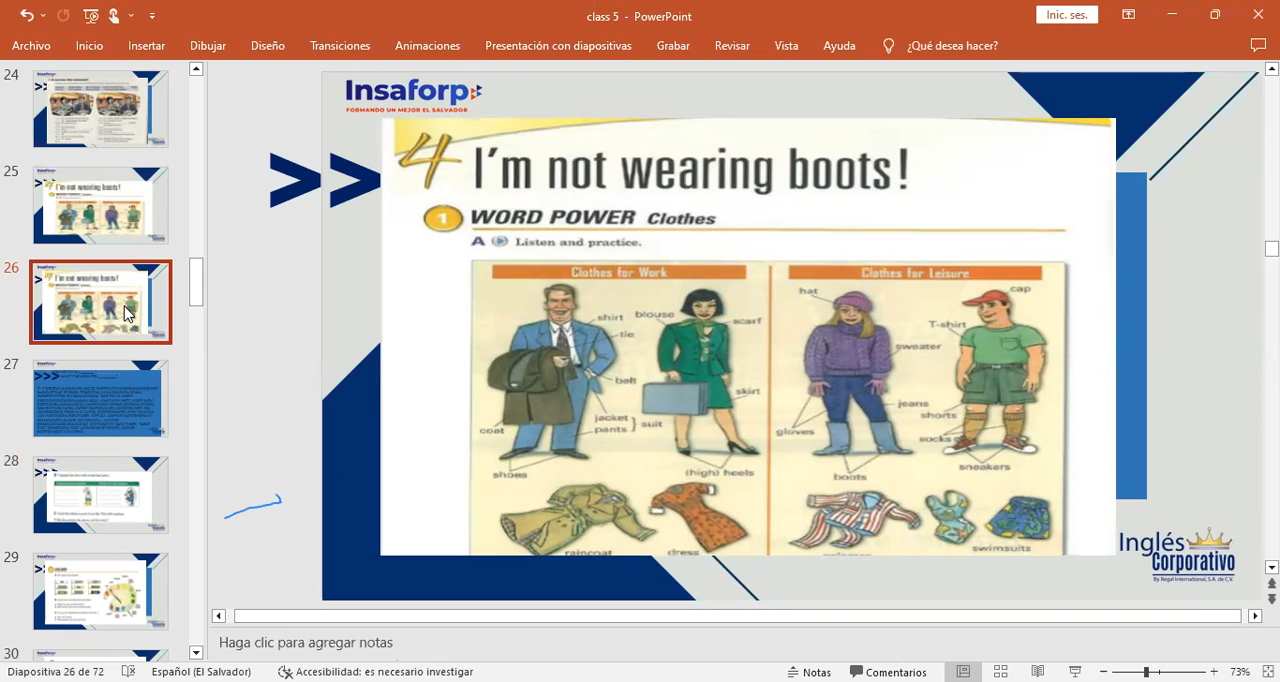 class 5 - PowerPoint
Inic. ses.
Archivo Inicio Insertar Dibujar Diseño Transiciones Animaciones Presentación con diapositivas Grabar Revisar Vista Ayuda ¿Qué desea hacer?
24
25
26
27
28
29
30
Insaforp
FORMANDO UN MEJOR EL SALVADOR
4 I'm not wearing boots!
1 WORD POWER Clothes
A Listen and practice.
Clothes for Work
Clothes for Leisure
shirt
blouse
scarf
tie
belt
skirt
jacket
pants
suit
coat
shoes
(high) heels
raincoat
dress
hat
cap
T-shirt
sweater
jeans
shorts
gloves
socks
sneakers
boots
swimsuits
Inglés
Corporativo
By Regal International, S.A. de C.V.
Haga clic para agregar notas
Diapositiva 26 de 72 Español (El Salvador) Accesibilidad: es necesario investigar Notas Comentarios 73%